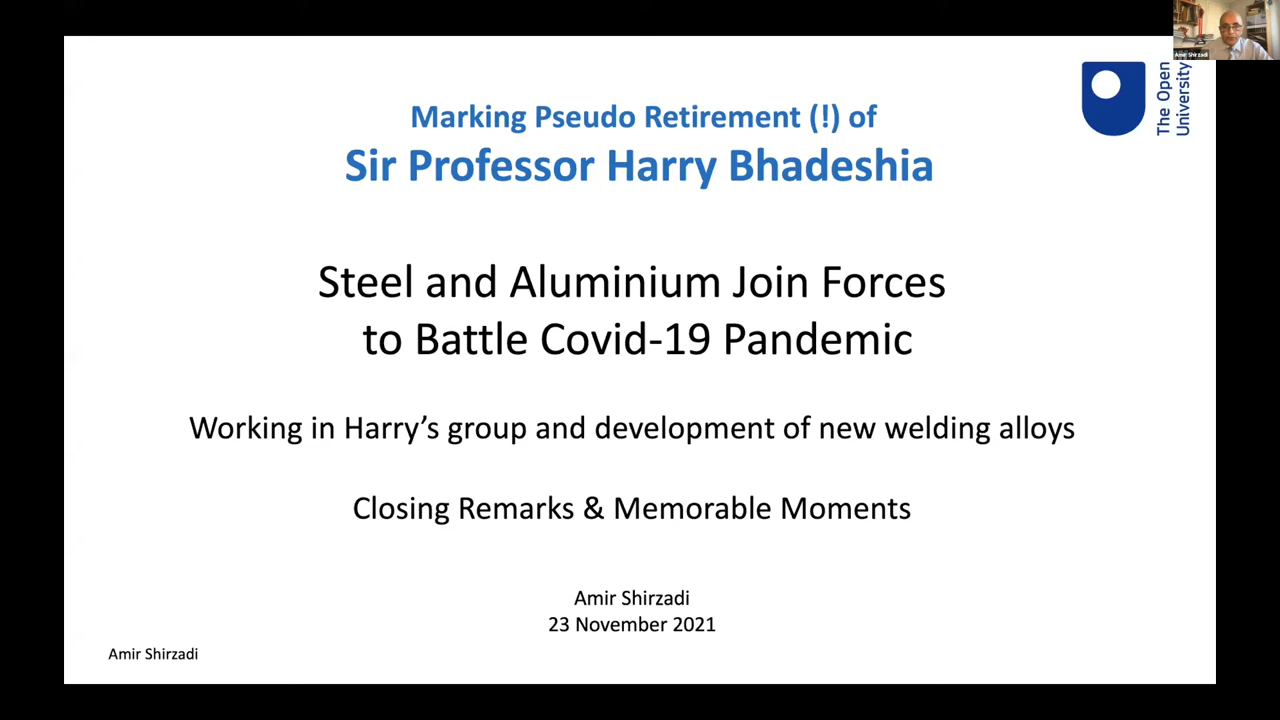 Amir Shirzadi
The Open
University
Marking Pseudo Retirement (!) of
Sir Professor Harry Bhadeshia
Steel and Aluminium Join Forces
to Battle Covid-19 Pandemic
Working in Harry’s group and development of new welding alloys
Closing Remarks & Memorable Moments
Amir Shirzadi
23 November 2021
Amir Shirzadi